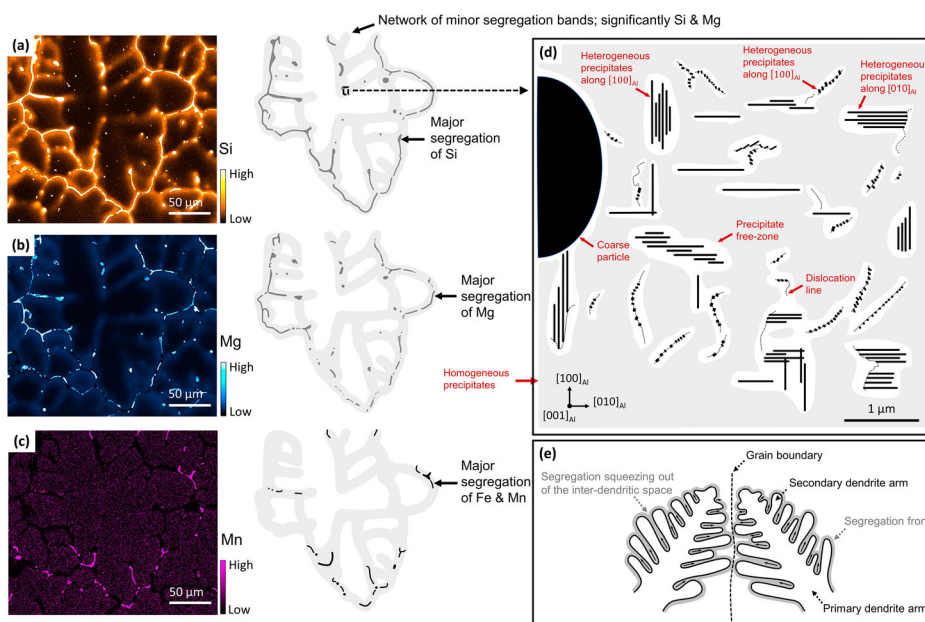 Network of minor segregation bands; significantly Si & Mg
(a)
Si
High
Low
50 µm
Major
segregation
of Si
(b)
Mg
High
Low
50 µm
Major
segregation
of Mg
(c)
Mn
High
Low
50 µm
Major
segregation
of Fe & Mn
(d)
Heterogeneous
precipitates
along [100]Al
Heterogeneous
precipitates
along [100]Al
Heterogeneous
precipitates
along [010]Al
Coarse
particle
Precipitate
free-zone
Dislocation
line
Homogeneous
precipitates
[100]Al
[010]Al
[001]Al
1 µm
(e)
Grain boundary
Segregation squeezing out
of the inter-dendritic space
Secondary dendrite arm
Segregation fron
Primary dendrite arm